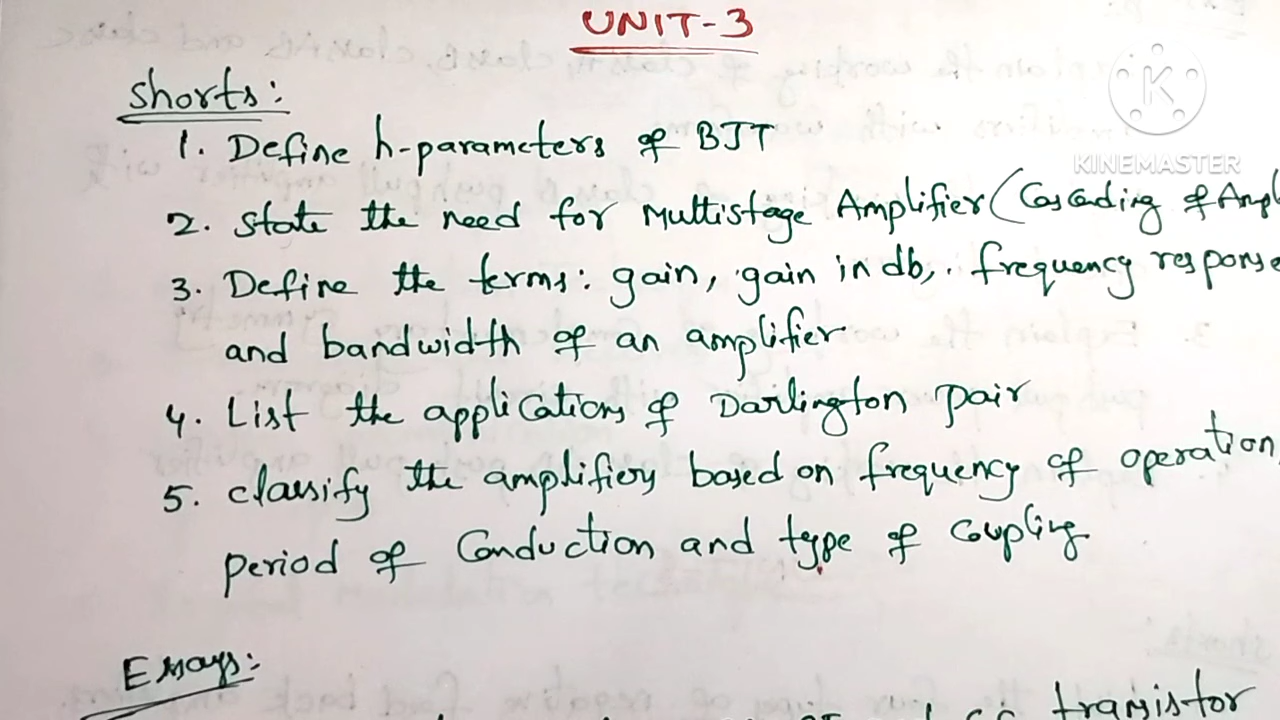 UNIT-3
Shorts:
KINEMASTER
1. Define h-parameters of BJT
2. State the need for Multistage Amplifier (Cascading of Ampl
3. Define the terms: gain, gain in db, frequency response
and bandwidth of an amplifier
4. List the applications of Darlington pair
5. classify the amplifiers based on frequency of operation,
period of Conduction and type of Coupling
Essays:
transistor